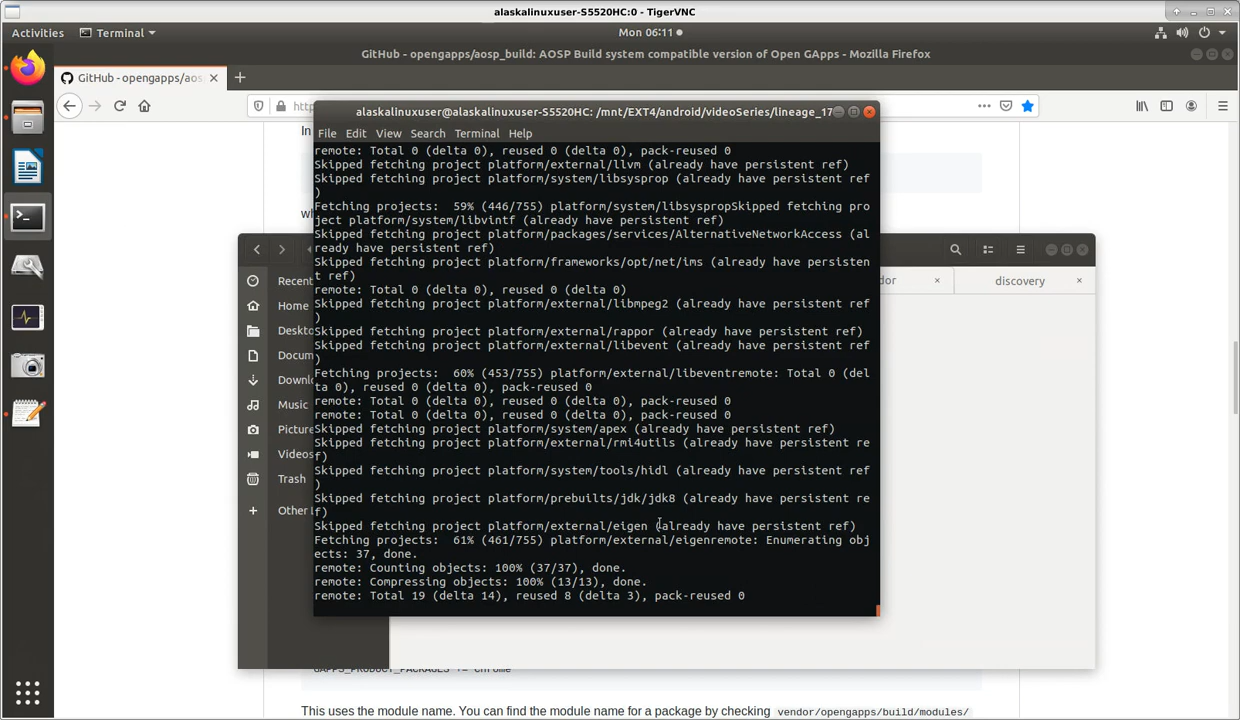 alaskalinuxuser-S5520HC:0 - TigerVNC
Activities
Terminal
Mon 06:11
GitHub - opengapps/aosp_build: AOSP Build system compatible version of Open GApps - Mozilla Firefox
GitHub - opengapps/aos
In
alaskalinuxuser@alaskalinuxuser-S5520HC: /mnt/EXT4/android/videoSeries/lineage_17
File Edit View Search Terminal Help
remote: Total 0 (delta 0), reused 0 (delta 0), pack-reused 0
Skipped fetching project platform/external/llvm (already have persistent ref)
Skipped fetching project platform/system/libsysprop (already have persistent ref
)
Fetching projects:  59% (446/755) platform/system/libsyspropSkipped fetching pro
ject platform/system/libvintf (already have persistent ref)
Skipped fetching project platform/packages/services/AlternativeNetworkAccess (al
ready have persistent ref)
Skipped fetching project platform/frameworks/opt/net/ims (already have persisten
t ref)
remote: Total 0 (delta 0), reused 0 (delta 0)
Skipped fetching project platform/external/libmpeg2 (already have persistent ref
)
Skipped fetching project platform/external/rappor (already have persistent ref)
Skipped fetching project platform/external/libevent (already have persistent ref
)
Fetching projects:  60% (453/755) platform/external/libeventremote: Total 0 (del
ta 0), reused 0 (delta 0), pack-reused 0
remote: Total 0 (delta 0), reused 0 (delta 0), pack-reused 0
remote: Total 0 (delta 0), reused 0 (delta 0), pack-reused 0
Skipped fetching project platform/system/apex (already have persistent ref)
Skipped fetching project platform/external/rmi4utils (already have persistent re
f)
Skipped fetching project platform/system/tools/hidl (already have persistent ref
)
Skipped fetching project platform/prebuilts/jdk/jdk8 (already have persistent re
f)
Skipped fetching project platform/external/eigen (already have persistent ref)
Fetching projects:  61% (461/755) platform/external/eigenremote: Enumerating obj
ects: 37, done.
remote: Counting objects: 100% (37/37), done.
remote: Compressing objects: 100% (13/13), done.
remote: Total 19 (delta 14), reused 8 (delta 3), pack-reused 0
Recent
Home
Deskto
Docum
Downl
Music
Picture
Videos
Trash
Other L
dor
discovery
This uses the module name. You can find the module name for a package by checking vendor/opengapps/build/modules/